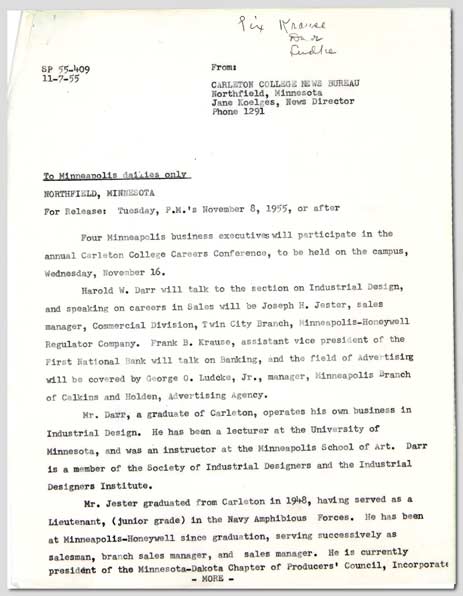 Pix Krause
Darr
Ludke
SP 55-409
11-7-55
From:
CARLETON COLLEGE NEWS BUREAU
Northfield, Minnesota
Jane Koelges, News Director
Phone 1291
To Minneapolis dailies only
NORTHFIELD, MINNESOTA
For Release: Tuesday, P.M.'s November 8, 1955, or after
Four Minneapolis business executives will participate in the
annual Carleton College Careers Conference, to be held on the campus,
Wednesday, November 16.
Harold W. Darr will talk to the section on Industrial Design,
and speaking on careers in Sales will be Joseph H. Jester, sales
manager, Commercial Division, Twin City Branch, Minneapolis-Honeywell
Regulator Company. Frank B. Krause, assistant vice president of the
First National Bank will talk on Banking, and the field of Advertising
will be covered by George O. Ludcke, Jr., manager, Minneapolis Branch
of Calkins and Holden, Advertising Agency.
Mr. Darr, a graduate of Carleton, operates his own business in
Industrial Design. He has been a lecturer at the University of
Minnesota, and was an instructor at the Minneapolis School of Art. Darr
is a member of the Society of Industrial Designers and the Industrial
Designers Institute.
Mr. Jester graduated from Carleton in 1948, having served as a
Lieutenant, (junior grade) in the Navy Amphibious Forces. He has been
at Minneapolis-Honeywell since graduation, serving successively as
salesman, branch sales manager, and sales manager. He is currently
president of the Minnesota-Dakota Chapter of Producers' Council, Incorporate
- MORE -